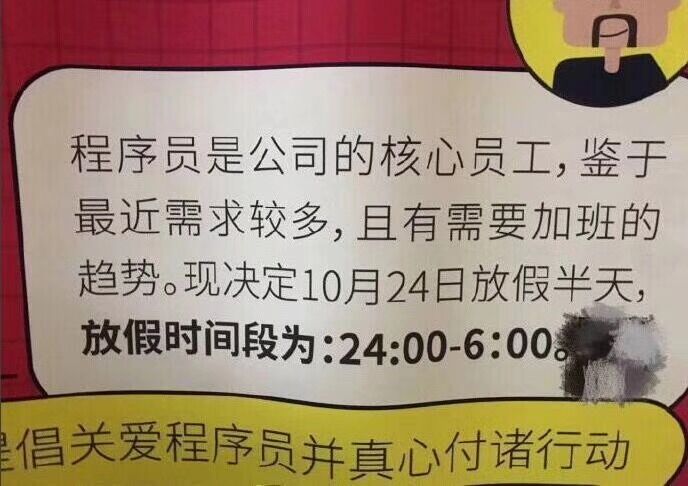 程序员是公司的核心员工，鉴于
最近需求较多，且有需要加班的
趋势。现决定10月24日放假半天，
放假时间段为：24:00-6:00。
倡关爱程序员并真心付诸行动